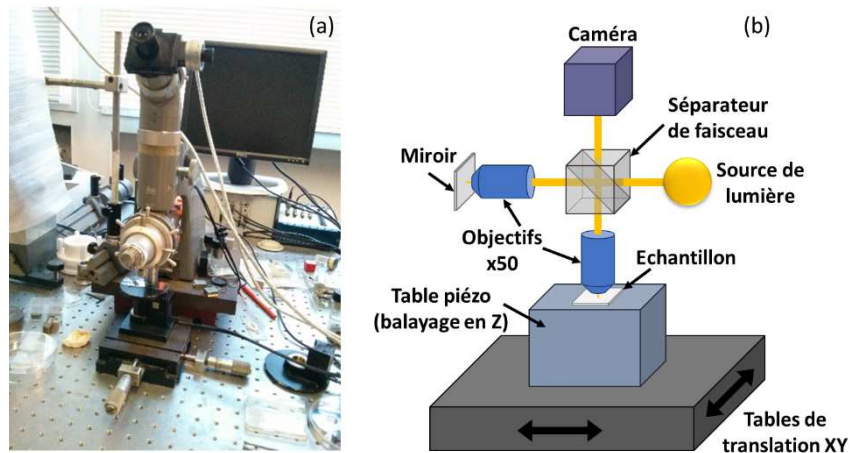 (a)
(b)
Caméra
Séparateur
de faisceau
Miroir
Source de
lumière
Objectifs
x50
Echantillon
Table piézo
(balayage en Z)
Tables de
translation XY